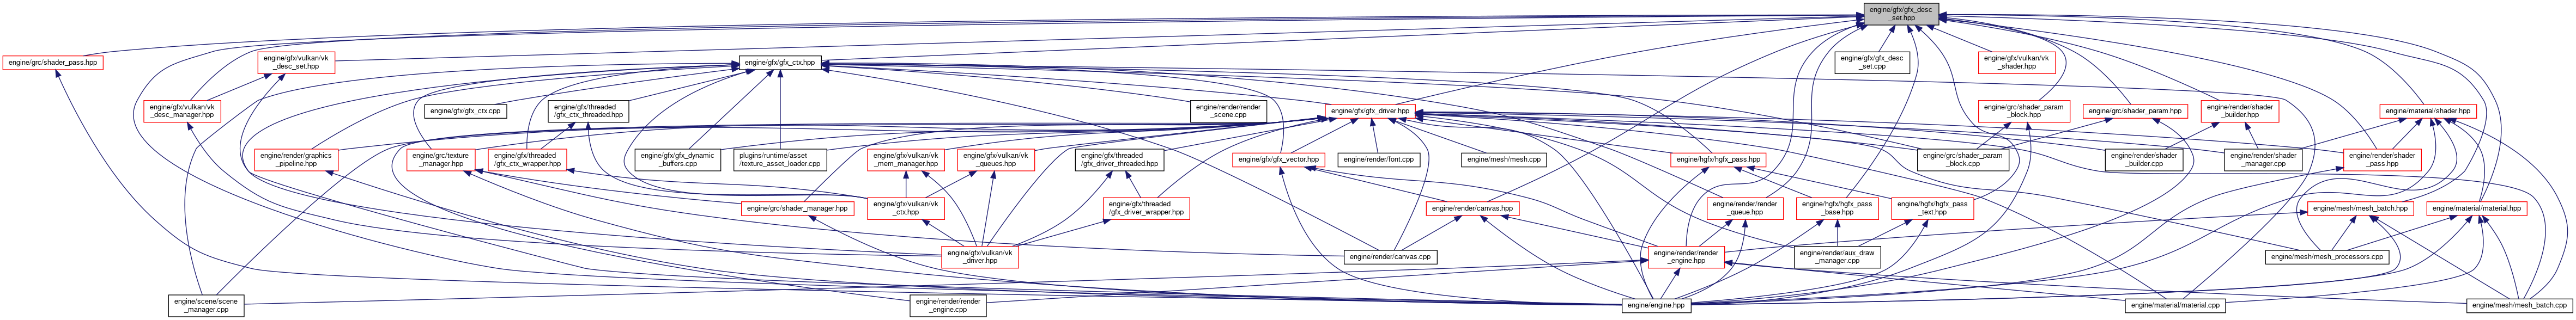 engine/gfx/gfx_desc
_set.hpp
engine/grc/shader_pass.hpp
engine/gfx/vulkan/vk
_desc_set.hpp
engine/gfx/gfx_ctx.hpp
engine/gfx/gfx_desc
_set.cpp
engine/gfx/vulkan/vk
_shader.hpp
engine/gfx/vulkan/vk
_desc_manager.hpp
engine/gfx/gfx_ctx.cpp
engine/gfx/threaded
/gfx_ctx_threaded.hpp
engine/render/render
_scene.cpp
engine/gfx/gfx_driver.hpp
engine/grc/shader_param
_block.hpp
engine/grc/shader_param.hpp
engine/render/shader
_builder.hpp
engine/material/shader.hpp
engine/render/graphics
_pipeline.hpp
engine/grc/texture
_manager.hpp
engine/gfx/threaded
/gfx_ctx_wrapper.hpp
engine/gfx/gfx_dynamic
_buffers.cpp
plugins/runtime/asset
/texture_asset_loader.cpp
engine/gfx/vulkan/vk
_mem_manager.hpp
engine/gfx/vulkan/vk
_queues.hpp
engine/gfx/threaded
/gfx_driver_threaded.hpp
engine/gfx/gfx_vector.hpp
engine/render/font.cpp
engine/mesh/mesh.cpp
engine/hgfx/hgfx_pass.hpp
engine/grc/shader_param
_block.cpp
engine/render/shader
_builder.cpp
engine/render/shader
_manager.cpp
engine/render/shader
_pass.hpp
engine/grc/shader_manager.hpp
engine/gfx/vulkan/vk
_ctx.hpp
engine/gfx/threaded
/gfx_driver_wrapper.hpp
engine/render/canvas.hpp
engine/render/render
_queue.hpp
engine/hgfx/hgfx_pass
_base.hpp
engine/hgfx/hgfx_pass
_text.hpp
engine/mesh/mesh_batch.hpp
engine/material/material.hpp
engine/gfx/vulkan/vk
_driver.hpp
engine/render/canvas.cpp
engine/render/render
_engine.hpp
engine/render/aux_draw
_manager.cpp
engine/mesh/mesh_processors.cpp
engine/scene/scene
_manager.cpp
engine/render/render
_engine.cpp
engine/engine.hpp
engine/material/material.cpp
engine/mesh/mesh_batch.cpp